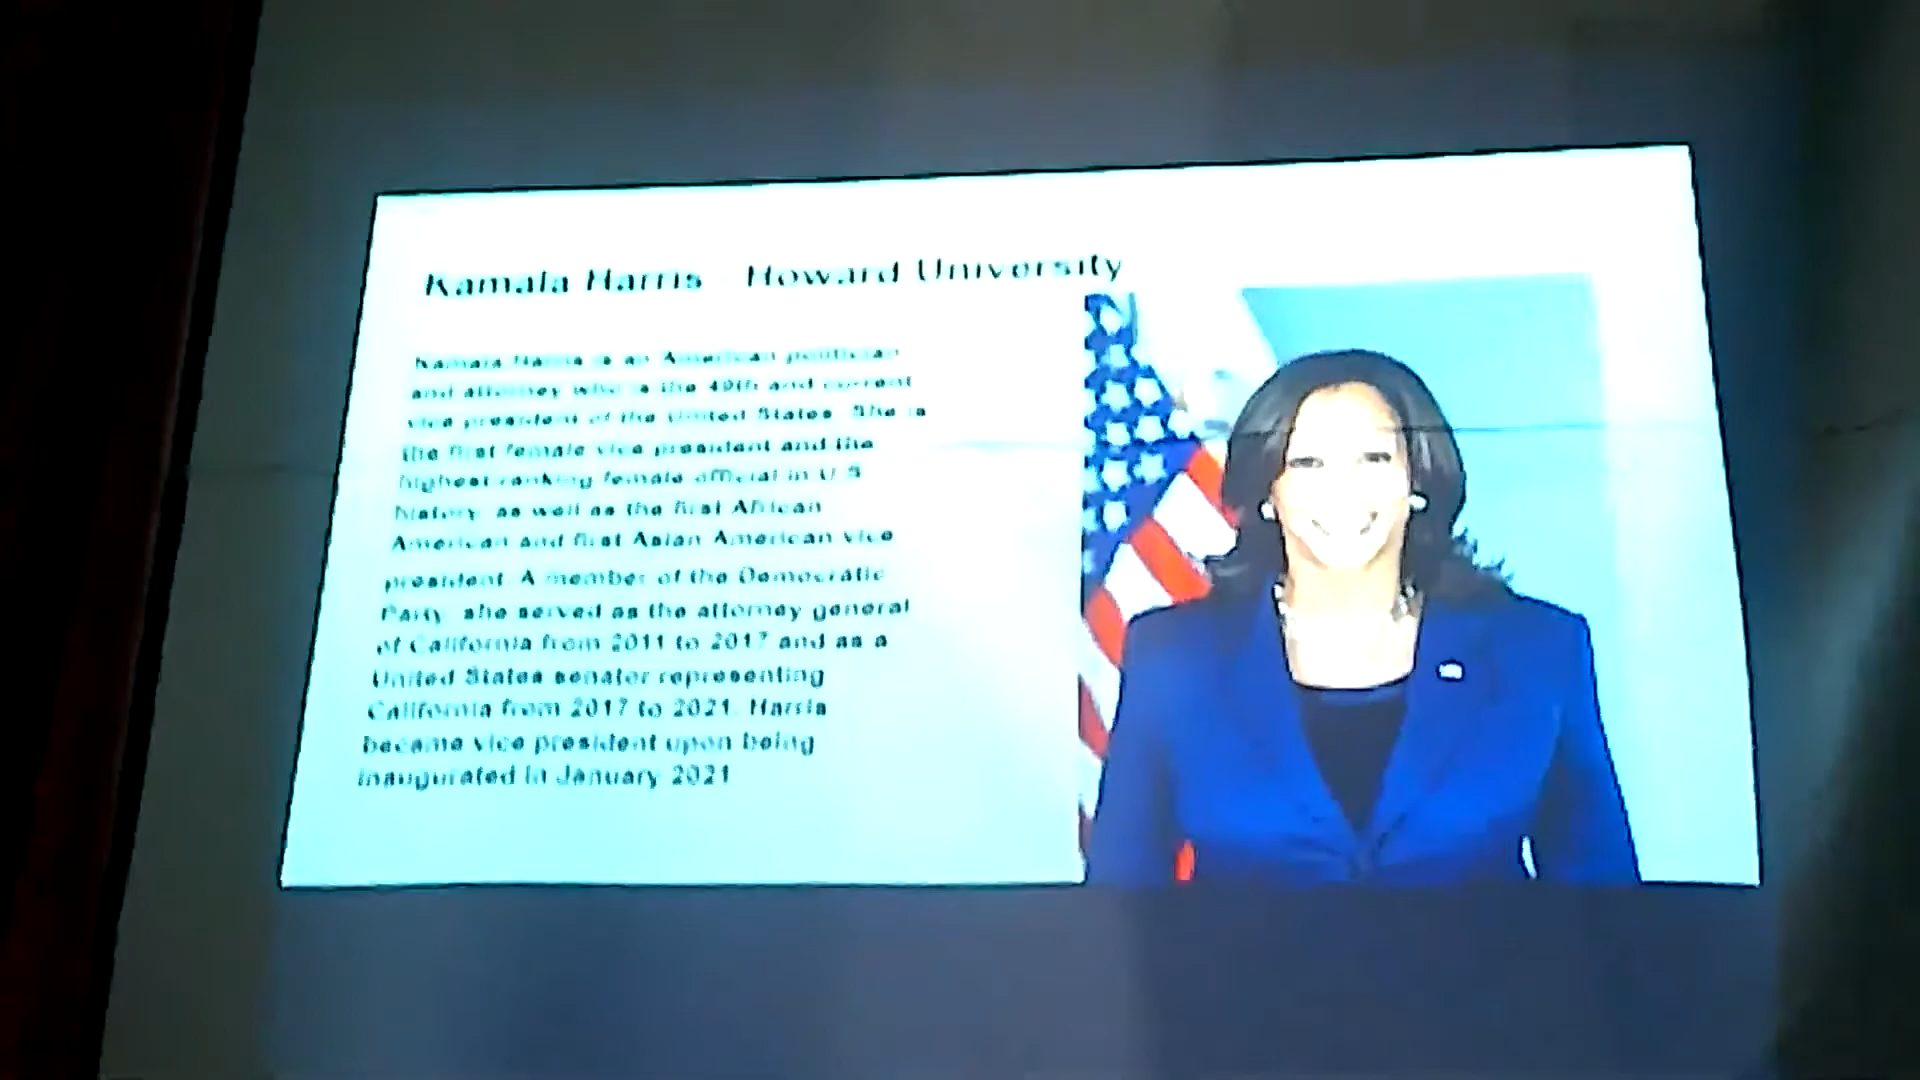 Kamala Harris - Howard University
Kamala Harris is an American politician
and attorney who is the 49th and current
vice president of the United States. She is
the first female vice president and the
highest-ranking female official in U.S.
history, as well as the first African
American and first Asian American vice
president. A member of the Democratic
Party, she served as the attorney general
of California from 2011 to 2017 and as a
United States senator representing
California from 2017 to 2021. Harris
became vice president upon being
inaugurated in January 2021